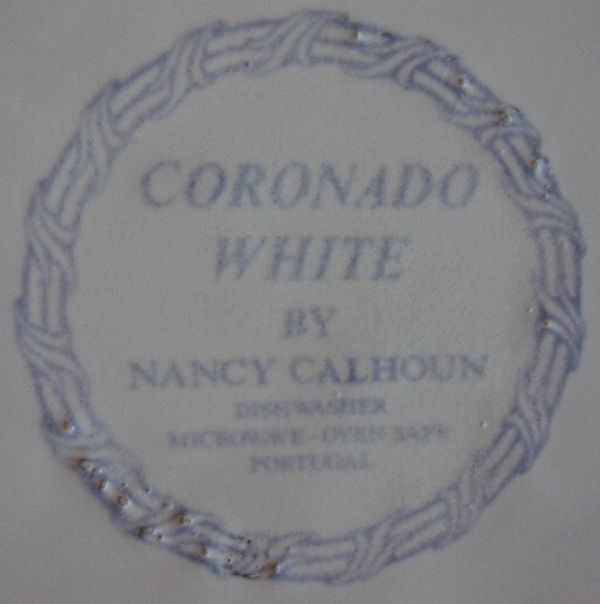 CORONADO
WHITE
BY
NANCY CALHOUN
DISHWASHER
MICROWAVE-OVEN SAFE
PORTUGAL